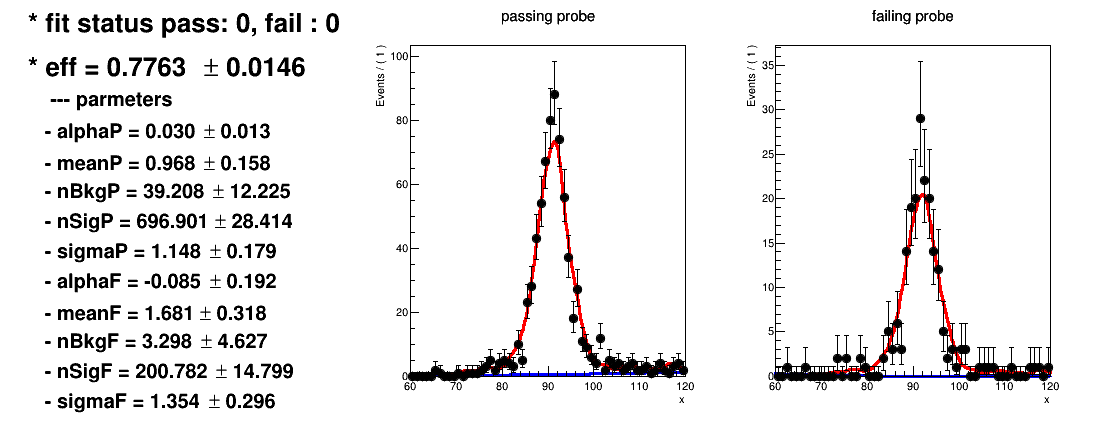 * fit status pass: 0, fail : 0
* eff = 0.7763 ± 0.0146
--- parmeters
- alphaP = 0.030 ± 0.013
- meanP = 0.968 ± 0.158
- nBkgP = 39.208 ± 12.225
- nSigP = 696.901 ± 28.414
- sigmaP = 1.148 ± 0.179
- alphaF = -0.085 ± 0.192
- meanF = 1.681 ± 0.318
- nBkgF = 3.298 ± 4.627
- nSigF = 200.782 ± 14.799
- sigmaF = 1.354 ± 0.296
passing probe
Events / ( 1 )
100
80
60
40
20
0
60 70 80 90 100 110 120
x
failing probe
Events / ( 1 )
35
30
25
20
15
10
5
0
60 70 80 90 100 110 120
x